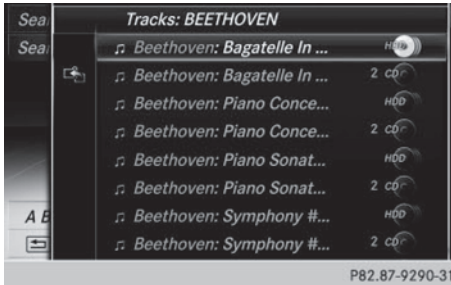 Sea
Tracks: BEETHOVEN
Sea
♫ Beethoven: Bagatelle In ... HDD
♫ Beethoven: Bagatelle In ... 2 CD
♫ Beethoven: Piano Conce... HDD
♫ Beethoven: Piano Conce... 2 CD
♫ Beethoven: Piano Sonat... HDD
♫ Beethoven: Piano Sonat... 2 CD
♫ Beethoven: Symphony #... HDD
♫ Beethoven: Symphony #... 2 CD
A B
P82.87-9290-31